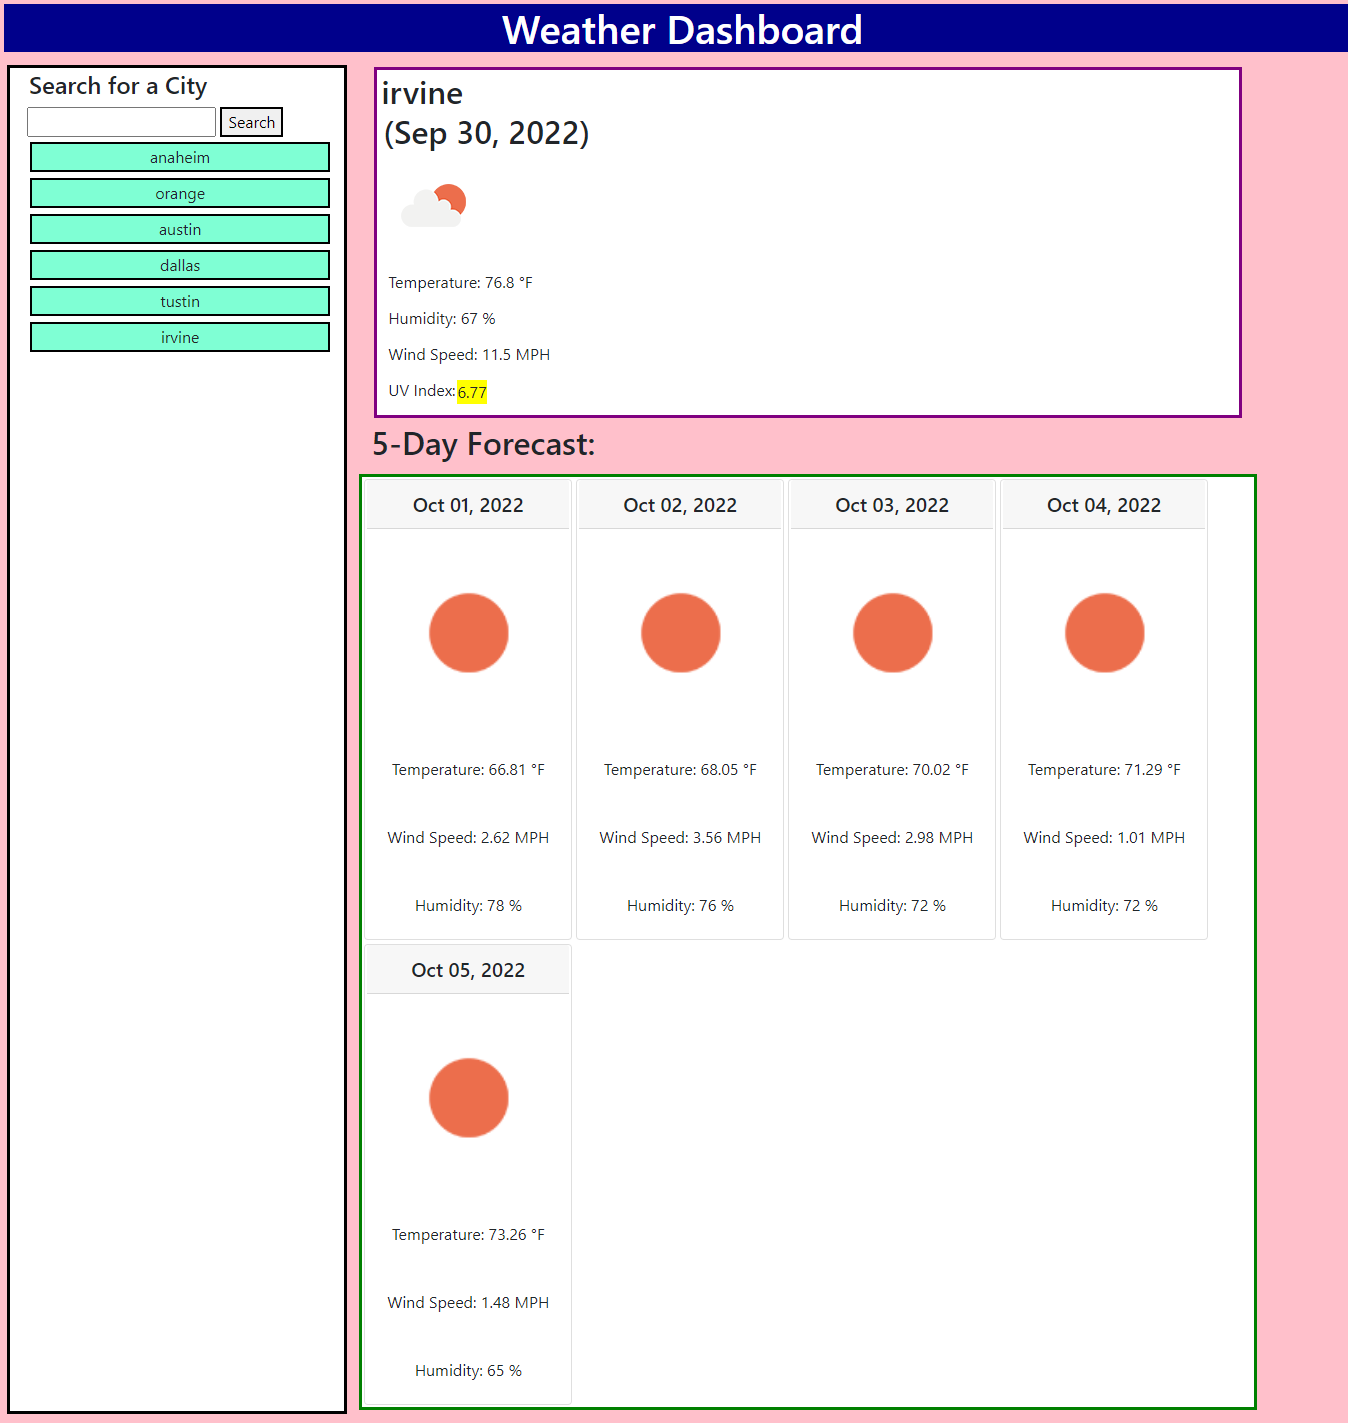 Weather Dashboard
Search for a City
Search
anaheim
orange
austin
dallas
tustin
irvine
irvine
(Sep 30, 2022)
Temperature: 76.8 °F
Humidity: 67 %
Wind Speed: 11.5 MPH
UV Index: 6.77
5-Day Forecast:
Oct 01, 2022
Temperature: 66.81 °F
Wind Speed: 2.62 MPH
Humidity: 78 %
Oct 02, 2022
Temperature: 68.05 °F
Wind Speed: 3.56 MPH
Humidity: 76 %
Oct 03, 2022
Temperature: 70.02 °F
Wind Speed: 2.98 MPH
Humidity: 72 %
Oct 04, 2022
Temperature: 71.29 °F
Wind Speed: 1.01 MPH
Humidity: 72 %
Oct 05, 2022
Temperature: 73.26 °F
Wind Speed: 1.48 MPH
Humidity: 65 %